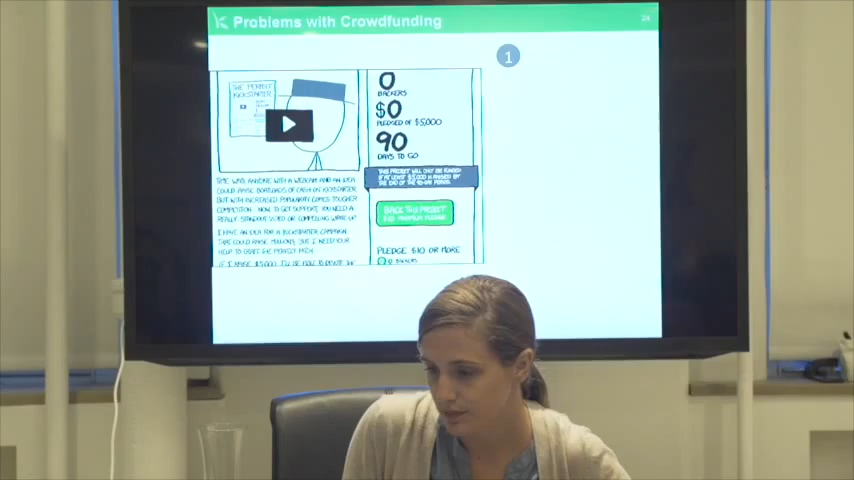 Problems with Crowdfunding
24
1
THE PERFECT
KICKSTARTER
0
BACKERS
$0
PLEDGED OF $5,000
90
DAYS TO GO
THIS PROJECT WILL ONLY BE FUNDED
IF AT LEAST $5,000 IS RAISED BY
THE END OF THE 90-DAY PERIOD.
BACK THIS PROJECT
PLEDGE $10 OR MORE
0 BACKERS
TIME WAS, ANYONE WITH A WEBCAM AND AN IDEA
COULD RAISE BOATLOADS OF CASH ON KICKSTARTER
BUT WITH INCREASED POPULARITY COMES TOUGHER
COMPETITION. NOW, TO GET SUPPORT, YOU NEED A
REALLY STANDOUT VIDEO OR COMPELLING WRITE-UP.
I HAVE AN IDEA FOR A KICKSTARTER CAMPAIGN
THAT COULD RAISE MILLIONS, BUT I NEED YOUR
HELP TO CRAFT THE PERFECT PITCH.
IF I RAISE $5,000, I'LL BE ABLE TO